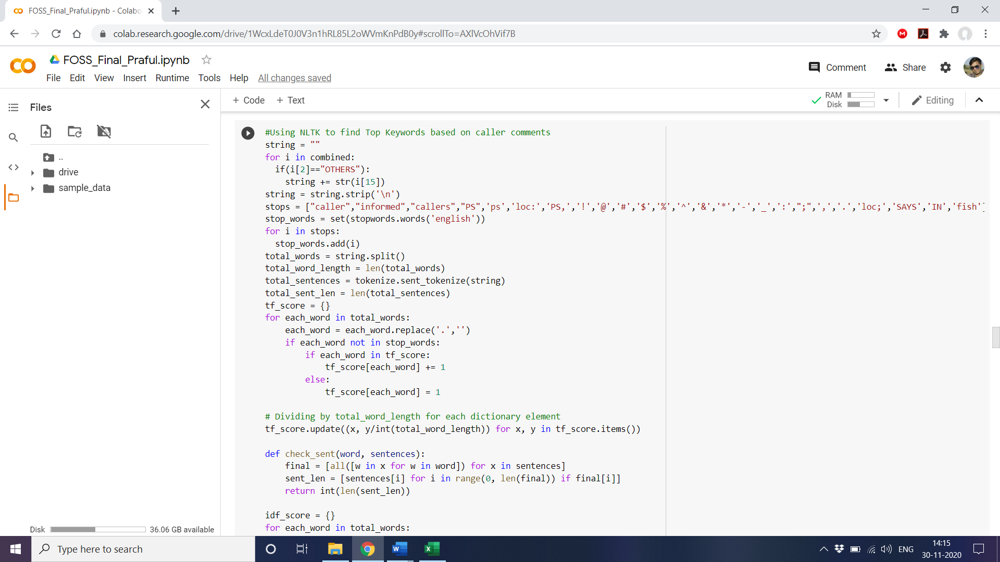 FOSS_Final_Praful.ipynb - Colabo
colab.research.google.com/drive/1WcxLdeT0J0V3n1hRL85L2oWVmKnPdB0y#scrollTo=AXlVcOhVif7B
FOSS_Final_Praful.ipynb
File Edit View Insert Runtime Tools Help All changes saved
Comment Share
Files
+ Code + Text
RAM
Disk
Editing
..
drive
sample_data
#Using NLTK to find Top Keywords based on caller comments
string = ""
for i in combined:
  if(i[2]=="OTHERS"):
    string += str(i[15])
string = string.strip('\n')
stops = ["caller","informed","callers","PS",'ps','loc:','PS,','!','@','#','$','%','^','&','*','-','_',':',";",',','.','loc;','SAYS','IN','fish']
stop_words = set(stopwords.words('english'))
for i in stops:
  stop_words.add(i)
total_words = string.split()
total_word_length = len(total_words)
total_sentences = tokenize.sent_tokenize(string)
total_sent_len = len(total_sentences)
tf_score = {}
for each_word in total_words:
    each_word = each_word.replace('.','')
    if each_word not in stop_words:
        if each_word in tf_score:
            tf_score[each_word] += 1
        else:
            tf_score[each_word] = 1
# Dividing by total_word_length for each dictionary element
tf_score.update((x, y/int(total_word_length)) for x, y in tf_score.items())
def check_sent(word, sentences):
    final = [all([w in x for w in word]) for x in sentences]
    sent_len = [sentences[i] for i in range(0, len(final)) if final[i]]
    return int(len(sent_len))
idf_score = {}
for each_word in total_words:
Disk 36.06 GB available
Type here to search
ENG
14:15
30-11-2020